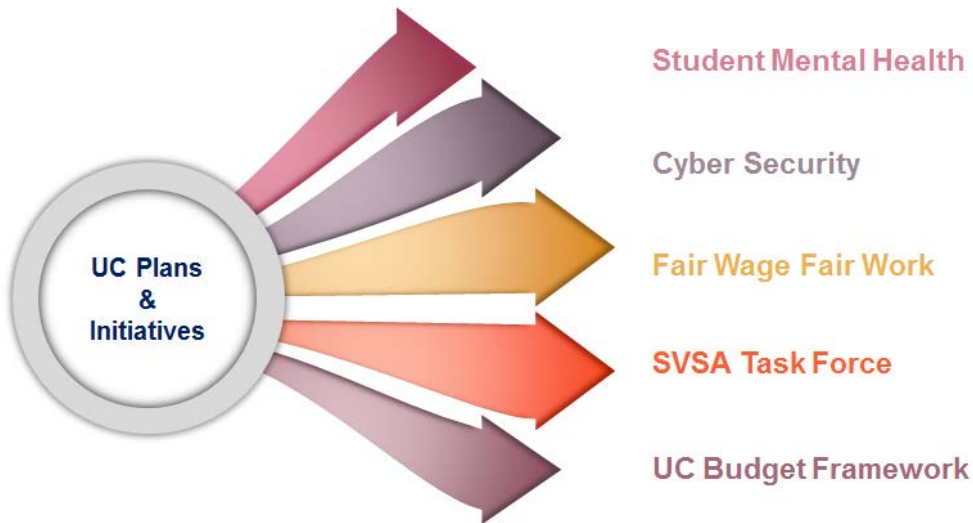 Student Mental Health
Cyber Security
UC Plans
&
Initiatives
Fair Wage Fair Work
SVSA Task Force
UC Budget Framework